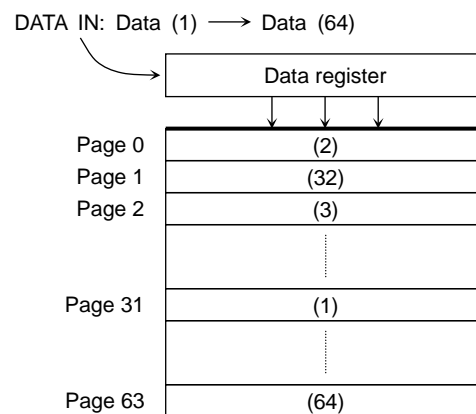 DATA IN: Data (1) ⟶ Data (64)
Data register
Page 0 (2)
Page 1 (32)
Page 2 (3)
Page 31 (1)
Page 63 (64)